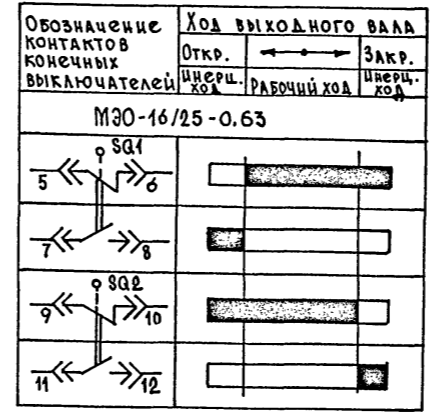 Обозначение контактов конечных выключателей
Ход выходного вала
Откр. Закр.
Инерц. ход Рабочий ход Инерц. ход
МЭО-16/25-0.63
SQ1
5 6
7 8
SQ2
9 10
11 12